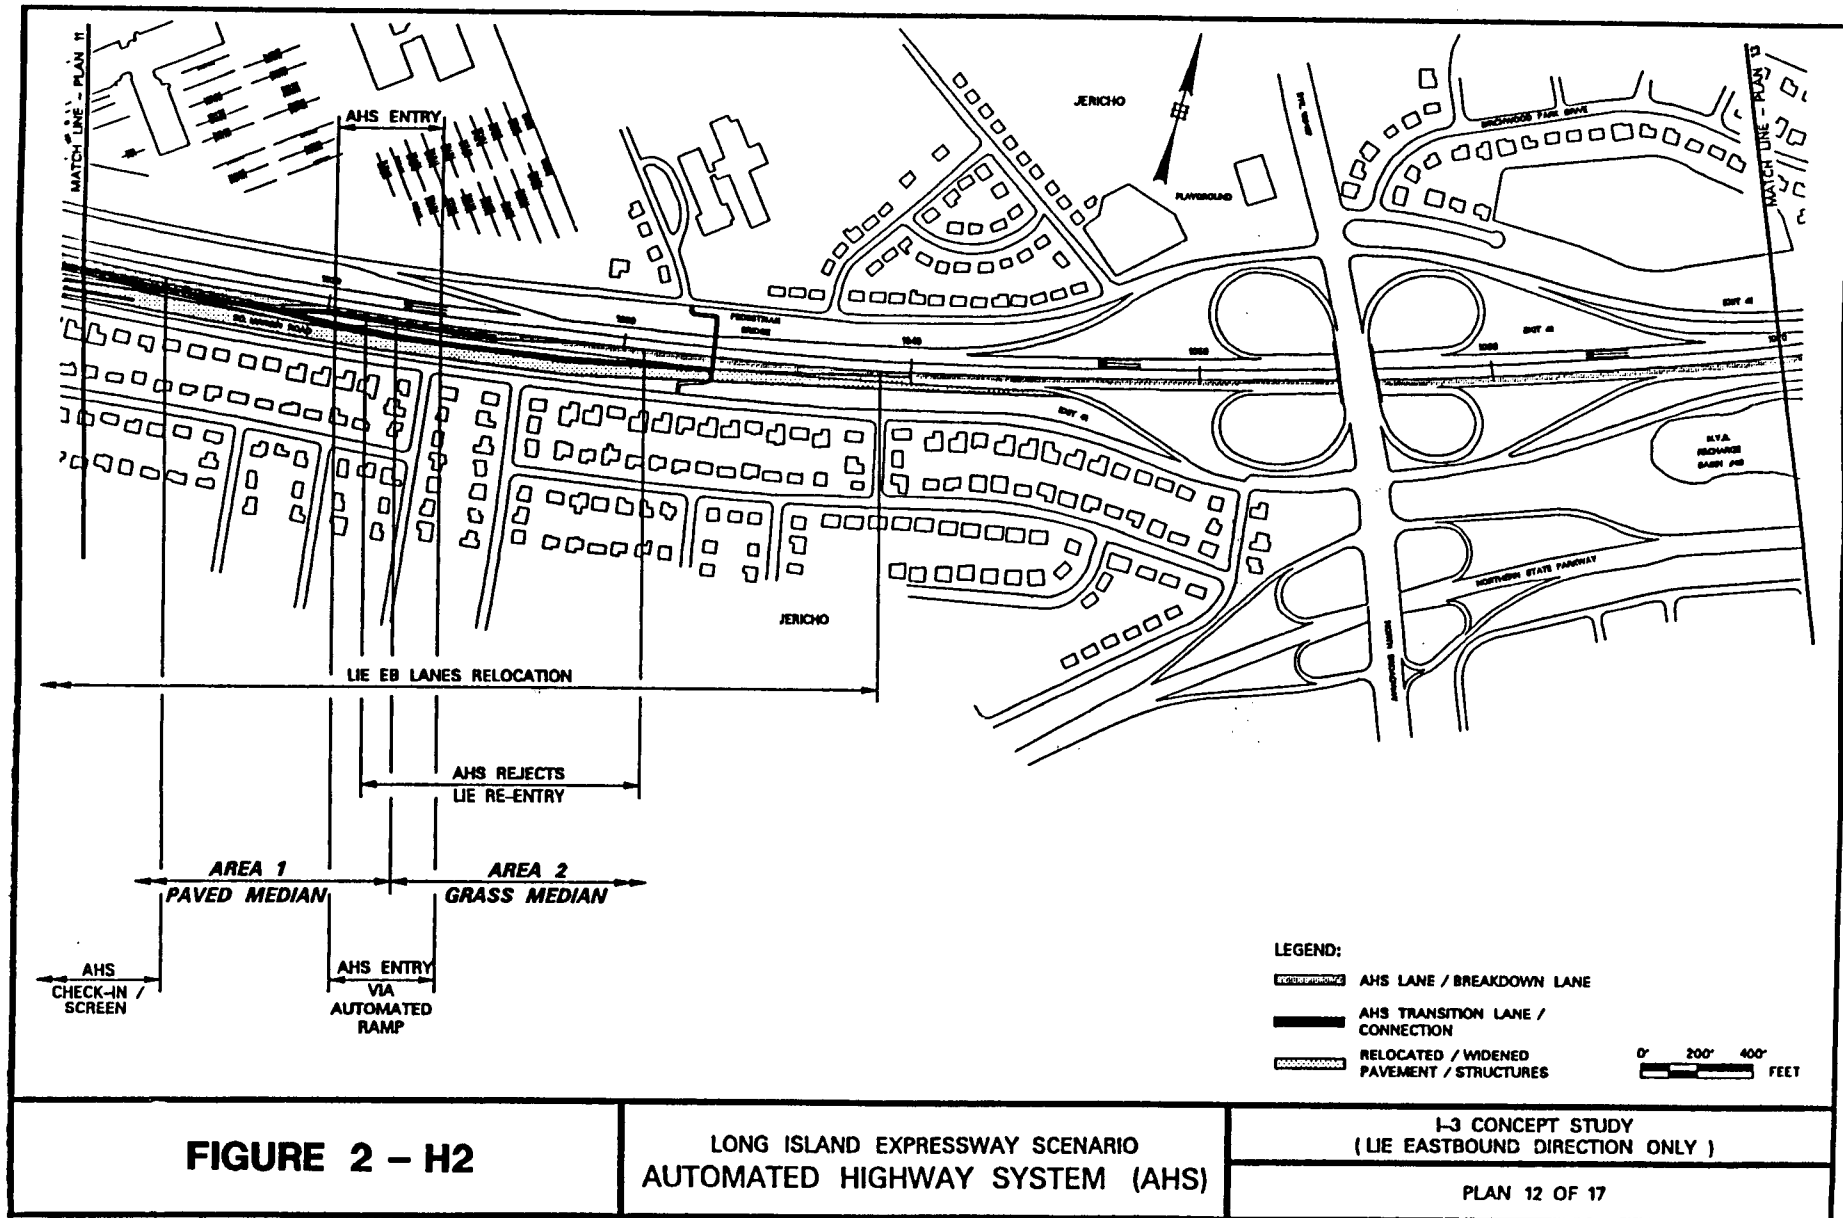 MATCH LINE - PLAN 11
AHS ENTRY
JERICHO
PLAYGROUND
BIRCHWOOD PARK DRIVE
MATCH LINE - PLAN 13
PEDESTRIAN
BRIDGE
1040
EXIT 41
N.Y.S.
RECHARGE
NORTHERN STATE PARKWAY
NORTH BROADWAY
JERICHO
LIE EB LANES RELOCATION
AHS REJECTS
LIE RE-ENTRY
AREA 1
PAVED MEDIAN
AREA 2
GRASS MEDIAN
AHS
CHECK-IN /
SCREEN
AHS ENTRY
VIA
AUTOMATED
RAMP
LEGEND:
AHS LANE / BREAKDOWN LANE
AHS TRANSITION LANE /
CONNECTION
RELOCATED / WIDENED
PAVEMENT / STRUCTURES
0' 200' 400'
FEET
FIGURE 2 - H2
LONG ISLAND EXPRESSWAY SCENARIO
AUTOMATED HIGHWAY SYSTEM (AHS)
I-3 CONCEPT STUDY
( LIE EASTBOUND DIRECTION ONLY )
PLAN 12 OF 17